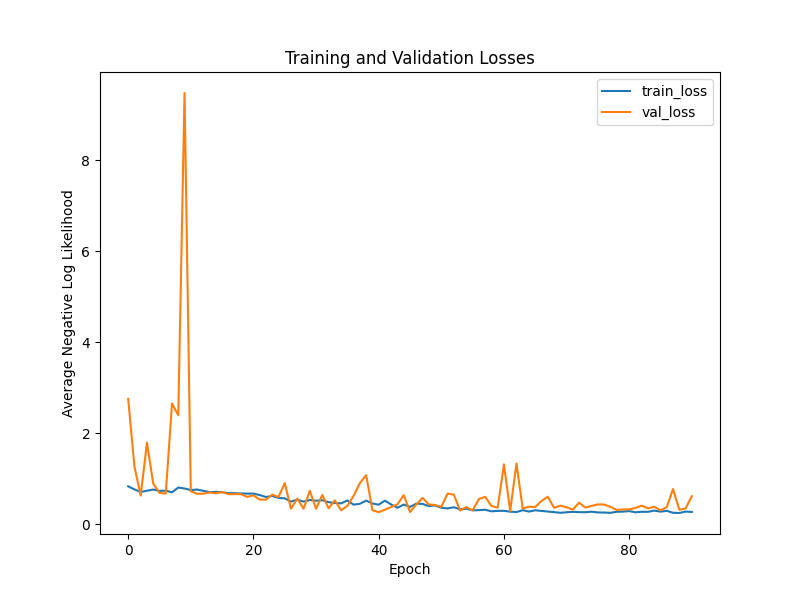 Training and Validation Losses
train_loss
val_loss
Average Negative Log Likelihood
8
6
4
2
0
0
20
40
60
80
Epoch